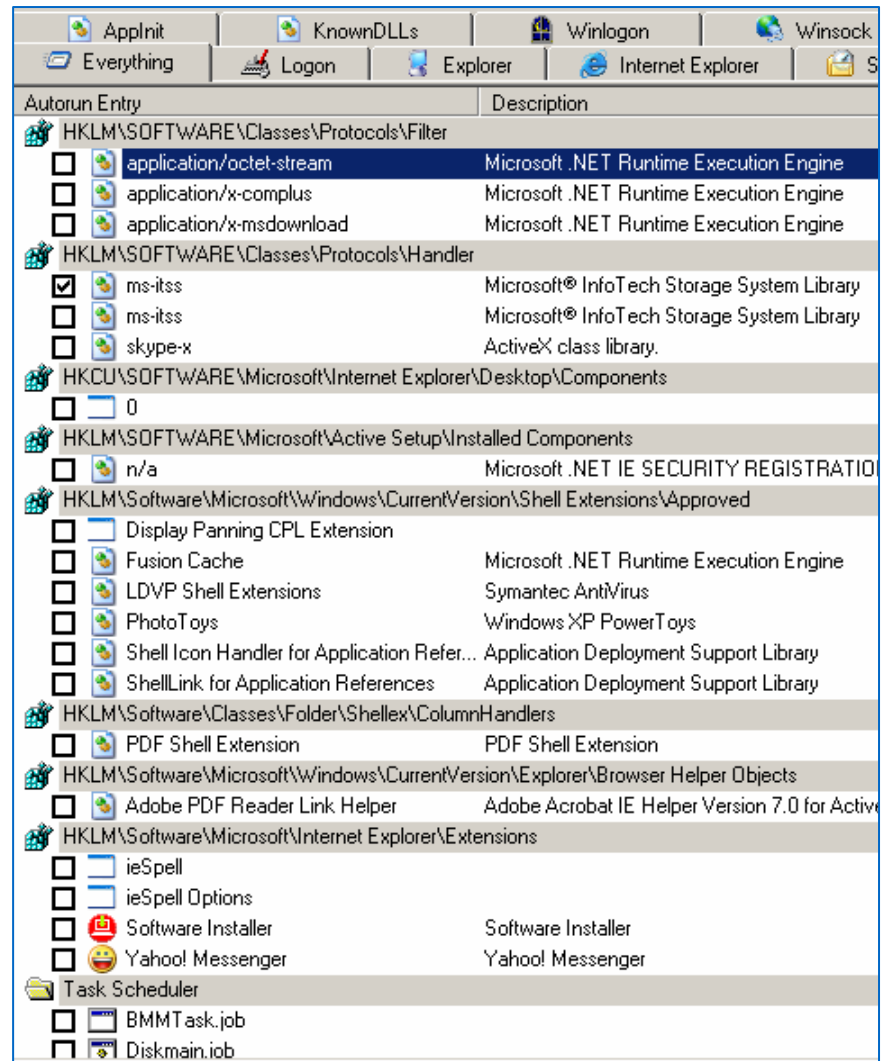 AppInit KnownDLLs Winlogon Winsock
Everything Logon Explorer Internet Explorer S
Autorun Entry Description
HKLM\SOFTWARE\Classes\Protocols\Filter
application/octet-stream Microsoft .NET Runtime Execution Engine
application/x-complus Microsoft .NET Runtime Execution Engine
application/x-msdownload Microsoft .NET Runtime Execution Engine
HKLM\SOFTWARE\Classes\Protocols\Handler
ms-itss Microsoft® InfoTech Storage System Library
ms-itss Microsoft® InfoTech Storage System Library
skype-x ActiveX class library.
HKCU\SOFTWARE\Microsoft\Internet Explorer\Desktop\Components
0
HKLM\SOFTWARE\Microsoft\Active Setup\Installed Components
n/a Microsoft .NET IE SECURITY REGISTRATIO
HKLM\Software\Microsoft\Windows\CurrentVersion\Shell Extensions\Approved
Display Panning CPL Extension
Fusion Cache Microsoft .NET Runtime Execution Engine
LDVP Shell Extensions Symantec AntiVirus
PhotoToys Windows XP PowerToys
Shell Icon Handler for Application Refer... Application Deployment Support Library
ShellLink for Application References Application Deployment Support Library
HKLM\Software\Classes\Folder\Shellex\ColumnHandlers
PDF Shell Extension PDF Shell Extension
HKLM\Software\Microsoft\Windows\CurrentVersion\Explorer\Browser Helper Objects
Adobe PDF Reader Link Helper Adobe Acrobat IE Helper Version 7.0 for Active
HKLM\Software\Microsoft\Internet Explorer\Extensions
ieSpell
ieSpell Options
Software Installer Software Installer
Yahoo! Messenger Yahoo! Messenger
Task Scheduler
BMMTask.job
Diskmain.job